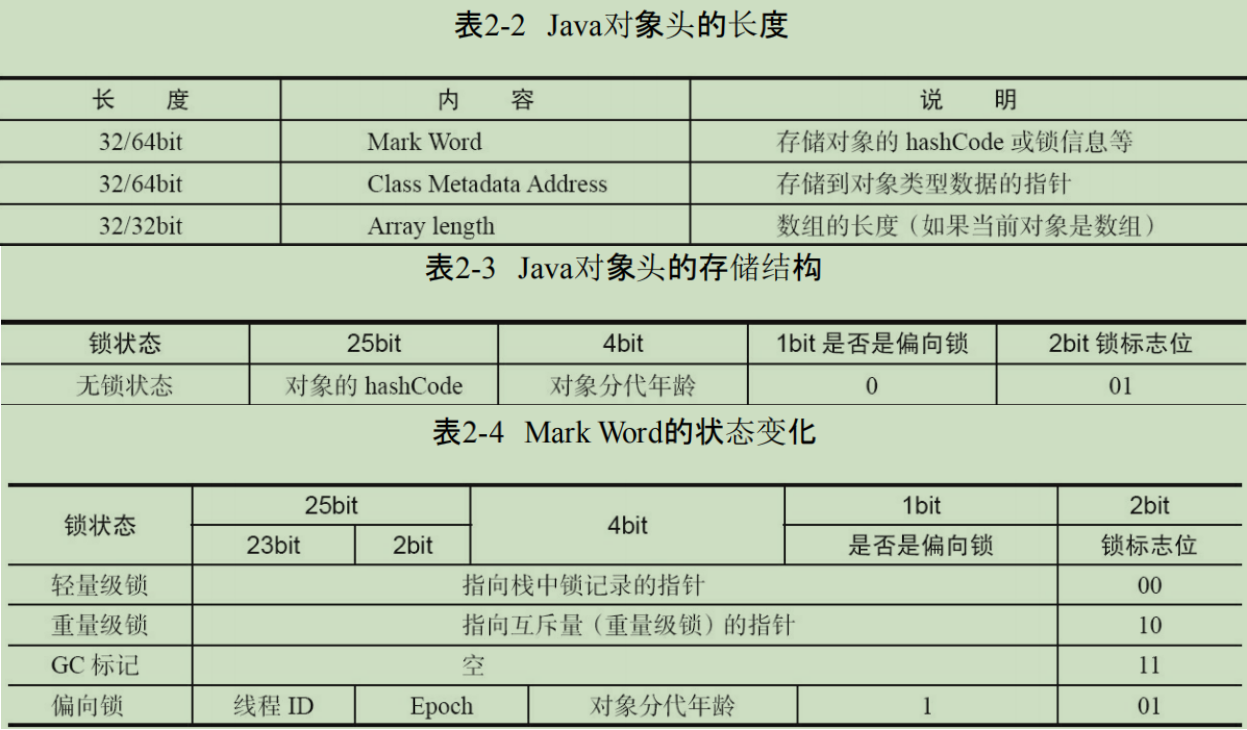 表2-2 Java对象头的长度
长 度 内 容 说 明
32/64bit Mark Word 存储对象的 hashCode 或锁信息等
32/64bit Class Metadata Address 存储到对象类型数据的指针
32/32bit Array length 数组的长度（如果当前对象是数组）
表2-3 Java对象头的存储结构
锁状态 25bit 4bit 1bit 是否是偏向锁 2bit 锁标志位
无锁状态 对象的 hashCode 对象分代年龄 0 01
表2-4 Mark Word的状态变化
锁状态 25bit 4bit 1bit 2bit
23bit 2bit 是否是偏向锁 锁标志位
轻量级锁 指向栈中锁记录的指针 00
重量级锁 指向互斥量（重量级锁）的指针 10
GC 标记 空 11
偏向锁 线程 ID Epoch 对象分代年龄 1 01